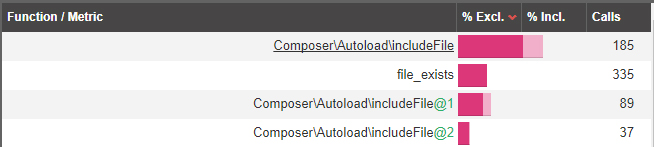 Function / Metric % Excl. % Incl. Calls
Composer\Autoload\includeFile 185
file_exists 335
Composer\Autoload\includeFile@1 89
Composer\Autoload\includeFile@2 37